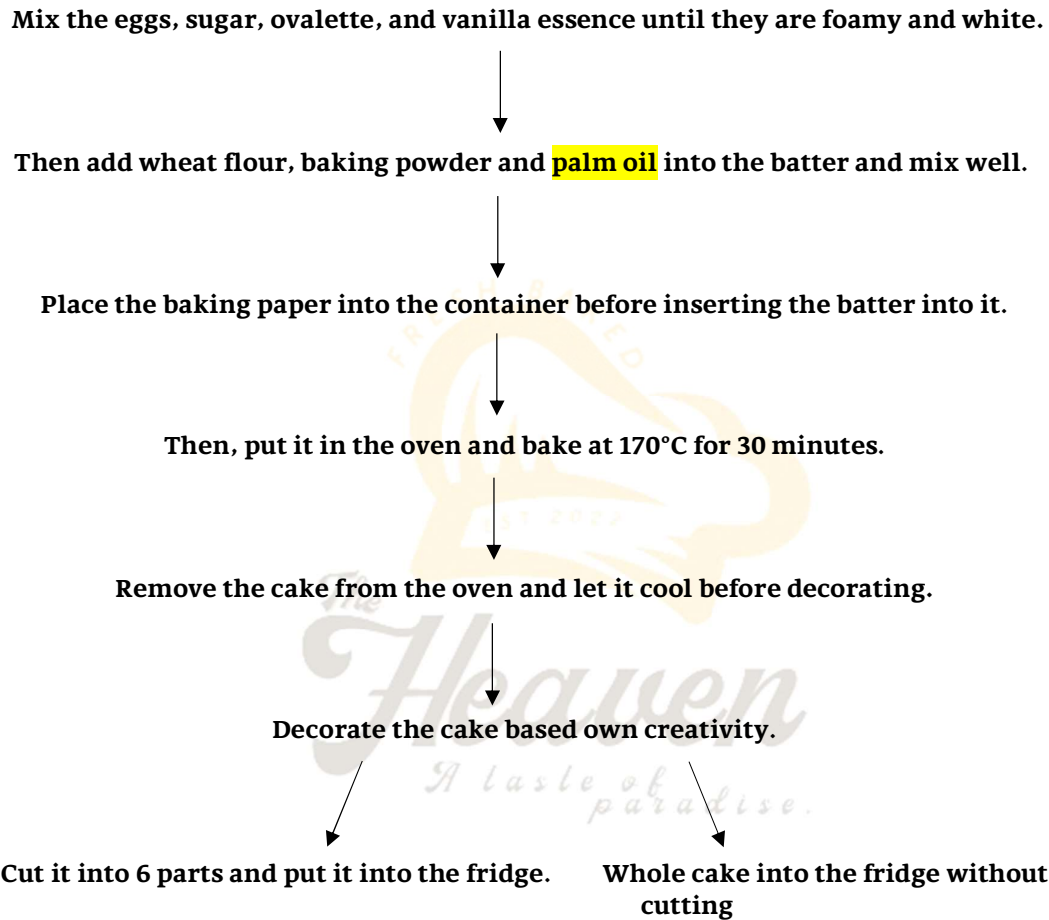 Mix the eggs, sugar, ovalette, and vanilla essence until they are foamy and white.
Then add wheat flour, baking powder and palm oil into the batter and mix well.
FRESH BAKED
Place the baking paper into the container before inserting the batter into it.
Then, put it in the oven and bake at 170°C for 30 minutes.
EST 2022
Remove the cake from the oven and let it cool before decorating.
The
Heaven
Decorate the cake based own creativity.
A taste of
paradise.
Cut it into 6 parts and put it into the fridge.
Whole cake into the fridge without
cutting